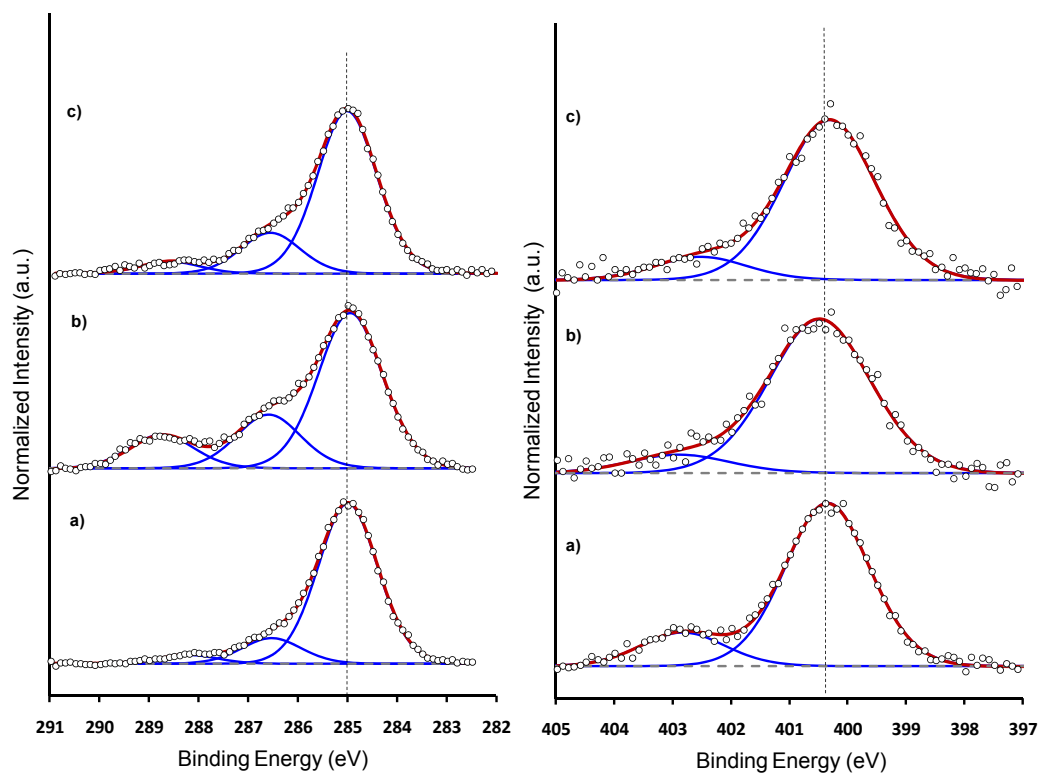 Normalized Intensity (a.u.)
c)
b)
a)
291 290 289 288 287 286 285 284 283 282
Binding Energy (eV)
Normalized Intensity (a.u.)
c)
b)
a)
405 404 403 402 401 400 399 398 397
Binding Energy (eV)